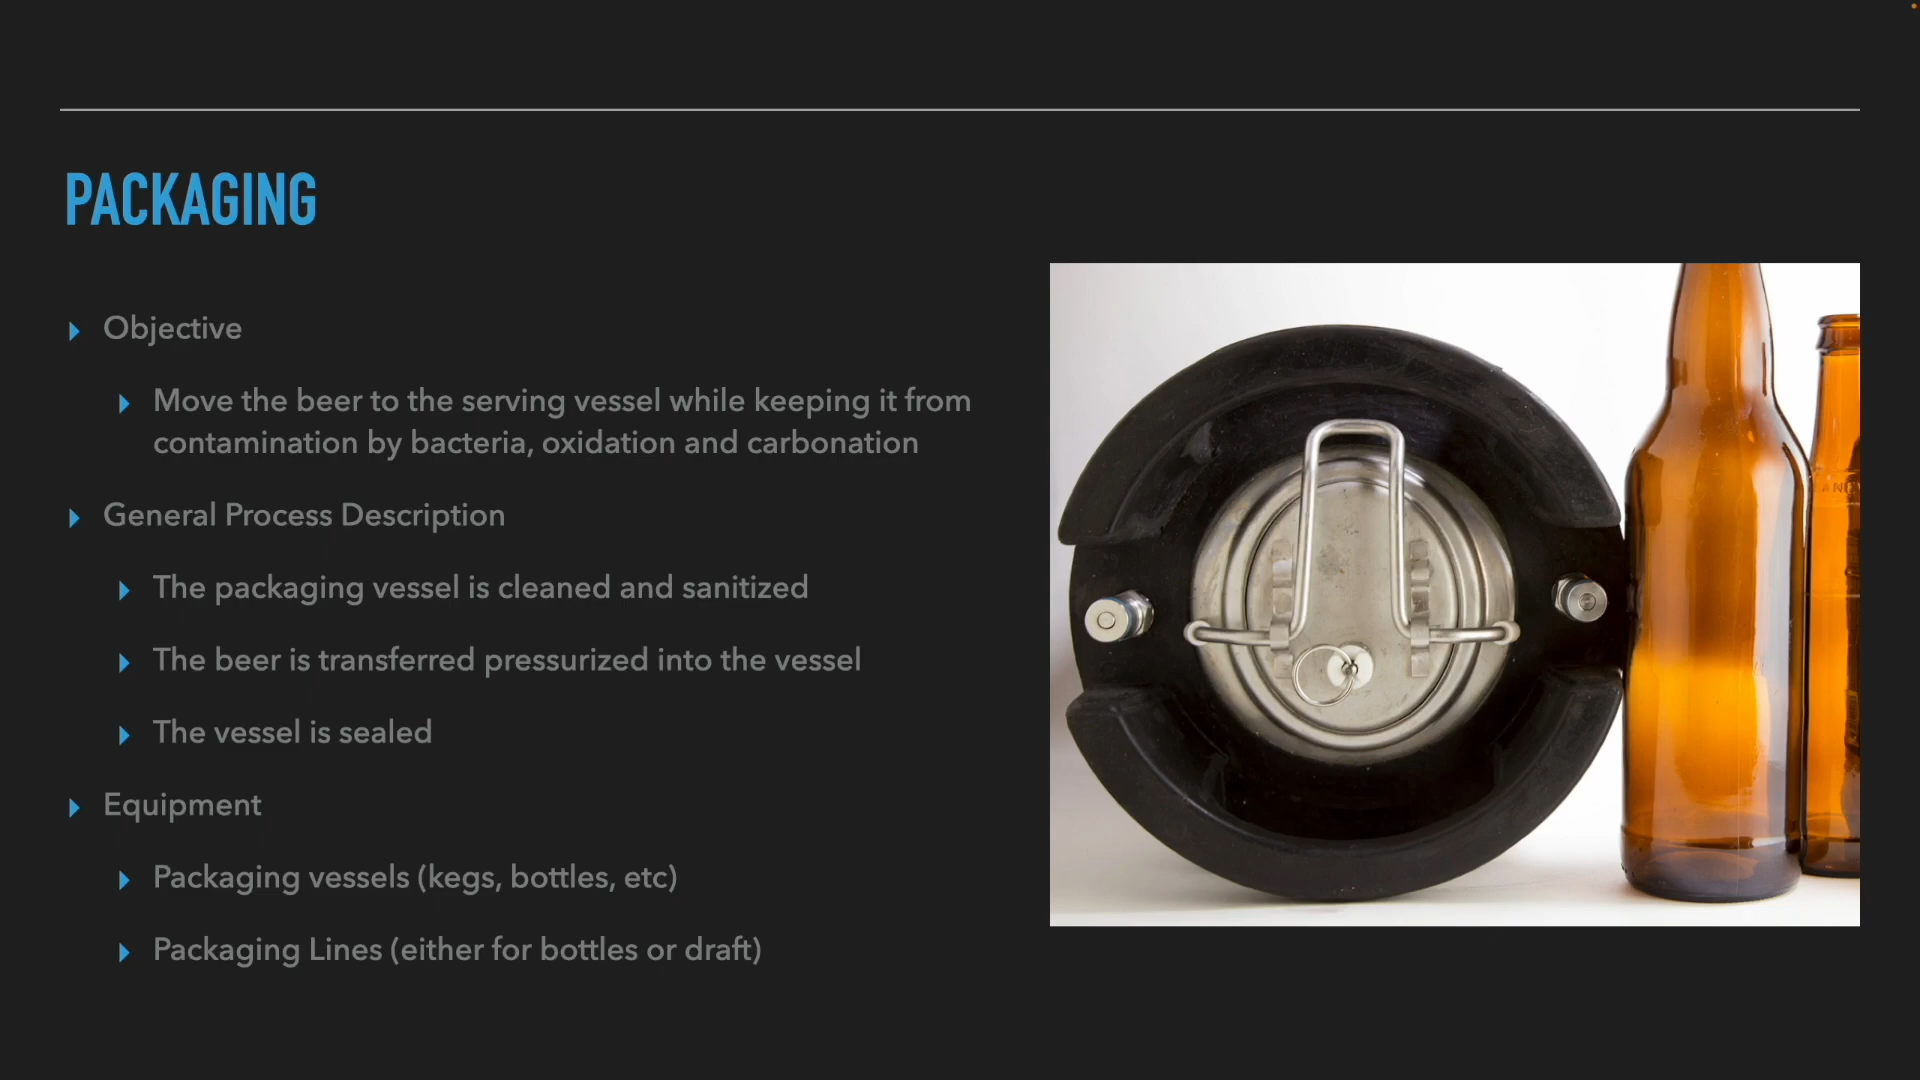 PACKAGING
Objective
Move the beer to the serving vessel while keeping it from
contamination by bacteria, oxidation and carbonation
General Process Description
The packaging vessel is cleaned and sanitized
The beer is transferred pressurized into the vessel
The vessel is sealed
Equipment
Packaging vessels (kegs, bottles, etc)
Packaging Lines (either for bottles or draft)